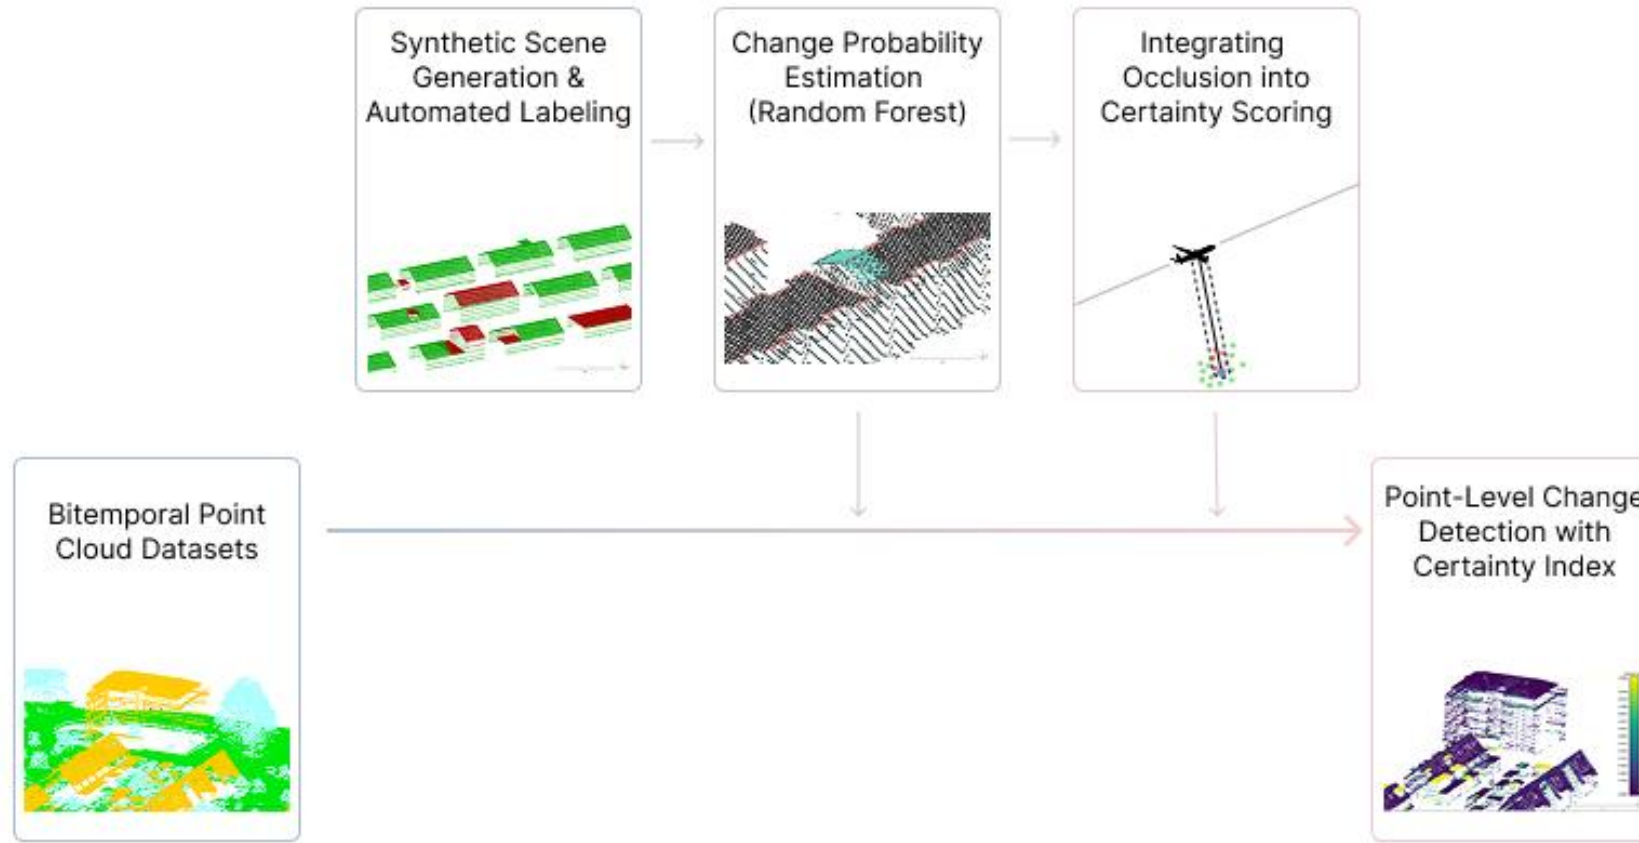 Synthetic Scene
Generation &
Automated Labeling
Change Probability
Estimation
(Random Forest)
Integrating
Occlusion into
Certainty Scoring
Bitemporal Point
Cloud Datasets
Point-Level Change
Detection with
Certainty Index